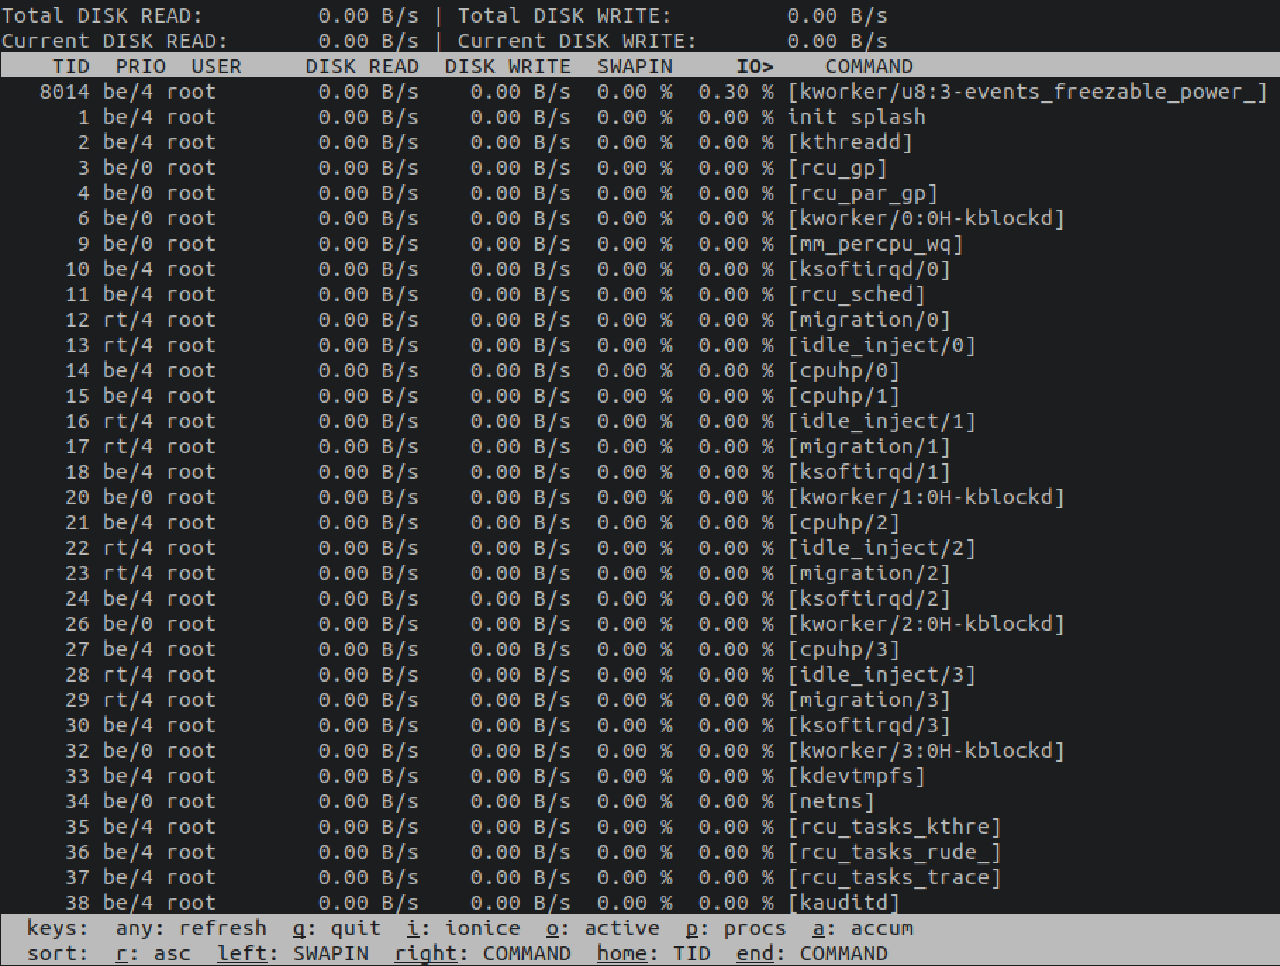 Total DISK READ: 0.00 B/s | Total DISK WRITE: 0.00 B/s
Current DISK READ: 0.00 B/s | Current DISK WRITE: 0.00 B/s
TID PRIO USER DISK READ DISK WRITE SWAPIN IO> COMMAND
8014 be/4 root 0.00 B/s 0.00 B/s 0.00 % 0.30 % [kworker/u8:3-events_freezable_power_]
1 be/4 root 0.00 B/s 0.00 B/s 0.00 % 0.00 % init splash
2 be/4 root 0.00 B/s 0.00 B/s 0.00 % 0.00 % [kthreadd]
3 be/0 root 0.00 B/s 0.00 B/s 0.00 % 0.00 % [rcu_gp]
4 be/0 root 0.00 B/s 0.00 B/s 0.00 % 0.00 % [rcu_par_gp]
6 be/0 root 0.00 B/s 0.00 B/s 0.00 % 0.00 % [kworker/0:0H-kblockd]
9 be/0 root 0.00 B/s 0.00 B/s 0.00 % 0.00 % [mm_percpu_wq]
10 be/4 root 0.00 B/s 0.00 B/s 0.00 % 0.00 % [ksoftirqd/0]
11 be/4 root 0.00 B/s 0.00 B/s 0.00 % 0.00 % [rcu_sched]
12 rt/4 root 0.00 B/s 0.00 B/s 0.00 % 0.00 % [migration/0]
13 rt/4 root 0.00 B/s 0.00 B/s 0.00 % 0.00 % [idle_inject/0]
14 be/4 root 0.00 B/s 0.00 B/s 0.00 % 0.00 % [cpuhp/0]
15 be/4 root 0.00 B/s 0.00 B/s 0.00 % 0.00 % [cpuhp/1]
16 rt/4 root 0.00 B/s 0.00 B/s 0.00 % 0.00 % [idle_inject/1]
17 rt/4 root 0.00 B/s 0.00 B/s 0.00 % 0.00 % [migration/1]
18 be/4 root 0.00 B/s 0.00 B/s 0.00 % 0.00 % [ksoftirqd/1]
20 be/0 root 0.00 B/s 0.00 B/s 0.00 % 0.00 % [kworker/1:0H-kblockd]
21 be/4 root 0.00 B/s 0.00 B/s 0.00 % 0.00 % [cpuhp/2]
22 rt/4 root 0.00 B/s 0.00 B/s 0.00 % 0.00 % [idle_inject/2]
23 rt/4 root 0.00 B/s 0.00 B/s 0.00 % 0.00 % [migration/2]
24 be/4 root 0.00 B/s 0.00 B/s 0.00 % 0.00 % [ksoftirqd/2]
26 be/0 root 0.00 B/s 0.00 B/s 0.00 % 0.00 % [kworker/2:0H-kblockd]
27 be/4 root 0.00 B/s 0.00 B/s 0.00 % 0.00 % [cpuhp/3]
28 rt/4 root 0.00 B/s 0.00 B/s 0.00 % 0.00 % [idle_inject/3]
29 rt/4 root 0.00 B/s 0.00 B/s 0.00 % 0.00 % [migration/3]
30 be/4 root 0.00 B/s 0.00 B/s 0.00 % 0.00 % [ksoftirqd/3]
32 be/0 root 0.00 B/s 0.00 B/s 0.00 % 0.00 % [kworker/3:0H-kblockd]
33 be/4 root 0.00 B/s 0.00 B/s 0.00 % 0.00 % [kdevtmpfs]
34 be/0 root 0.00 B/s 0.00 B/s 0.00 % 0.00 % [netns]
35 be/4 root 0.00 B/s 0.00 B/s 0.00 % 0.00 % [rcu_tasks_kthre]
36 be/4 root 0.00 B/s 0.00 B/s 0.00 % 0.00 % [rcu_tasks_rude_]
37 be/4 root 0.00 B/s 0.00 B/s 0.00 % 0.00 % [rcu_tasks_trace]
38 be/4 root 0.00 B/s 0.00 B/s 0.00 % 0.00 % [kauditd]
keys: any: refresh q: quit i: ionice o: active p: procs a: accum
sort: r: asc left: SWAPIN right: COMMAND home: TID end: COMMAND